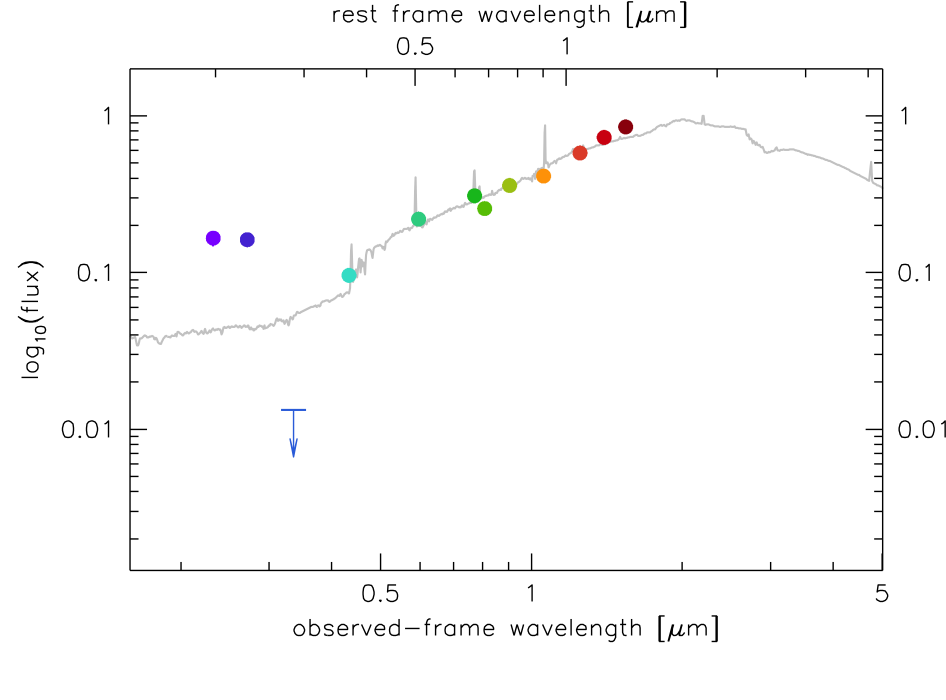 rest frame wavelength [μm]
0.5 1
1 1
0.1 0.1
log10(flux)
0.01 0.01
0.5 1 5
observed-frame wavelength [μm]